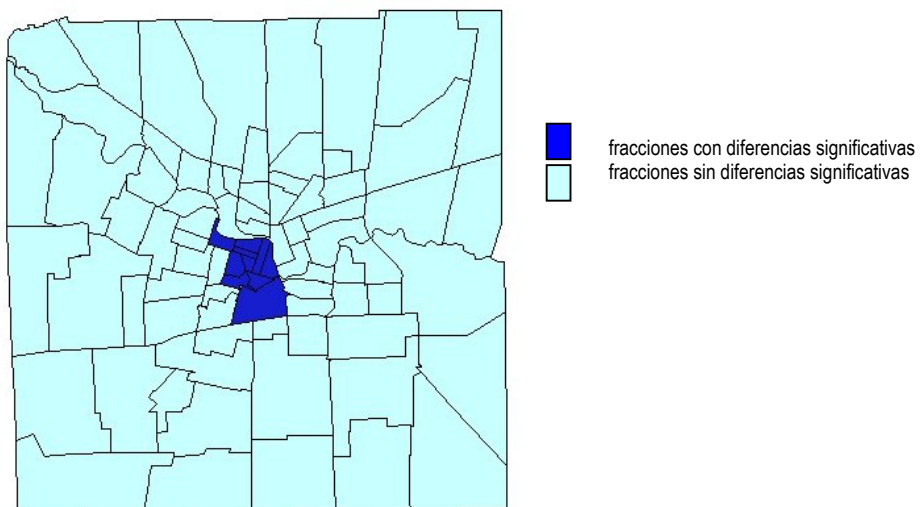 fracciones con diferencias significativas
fracciones sin diferencias significativas